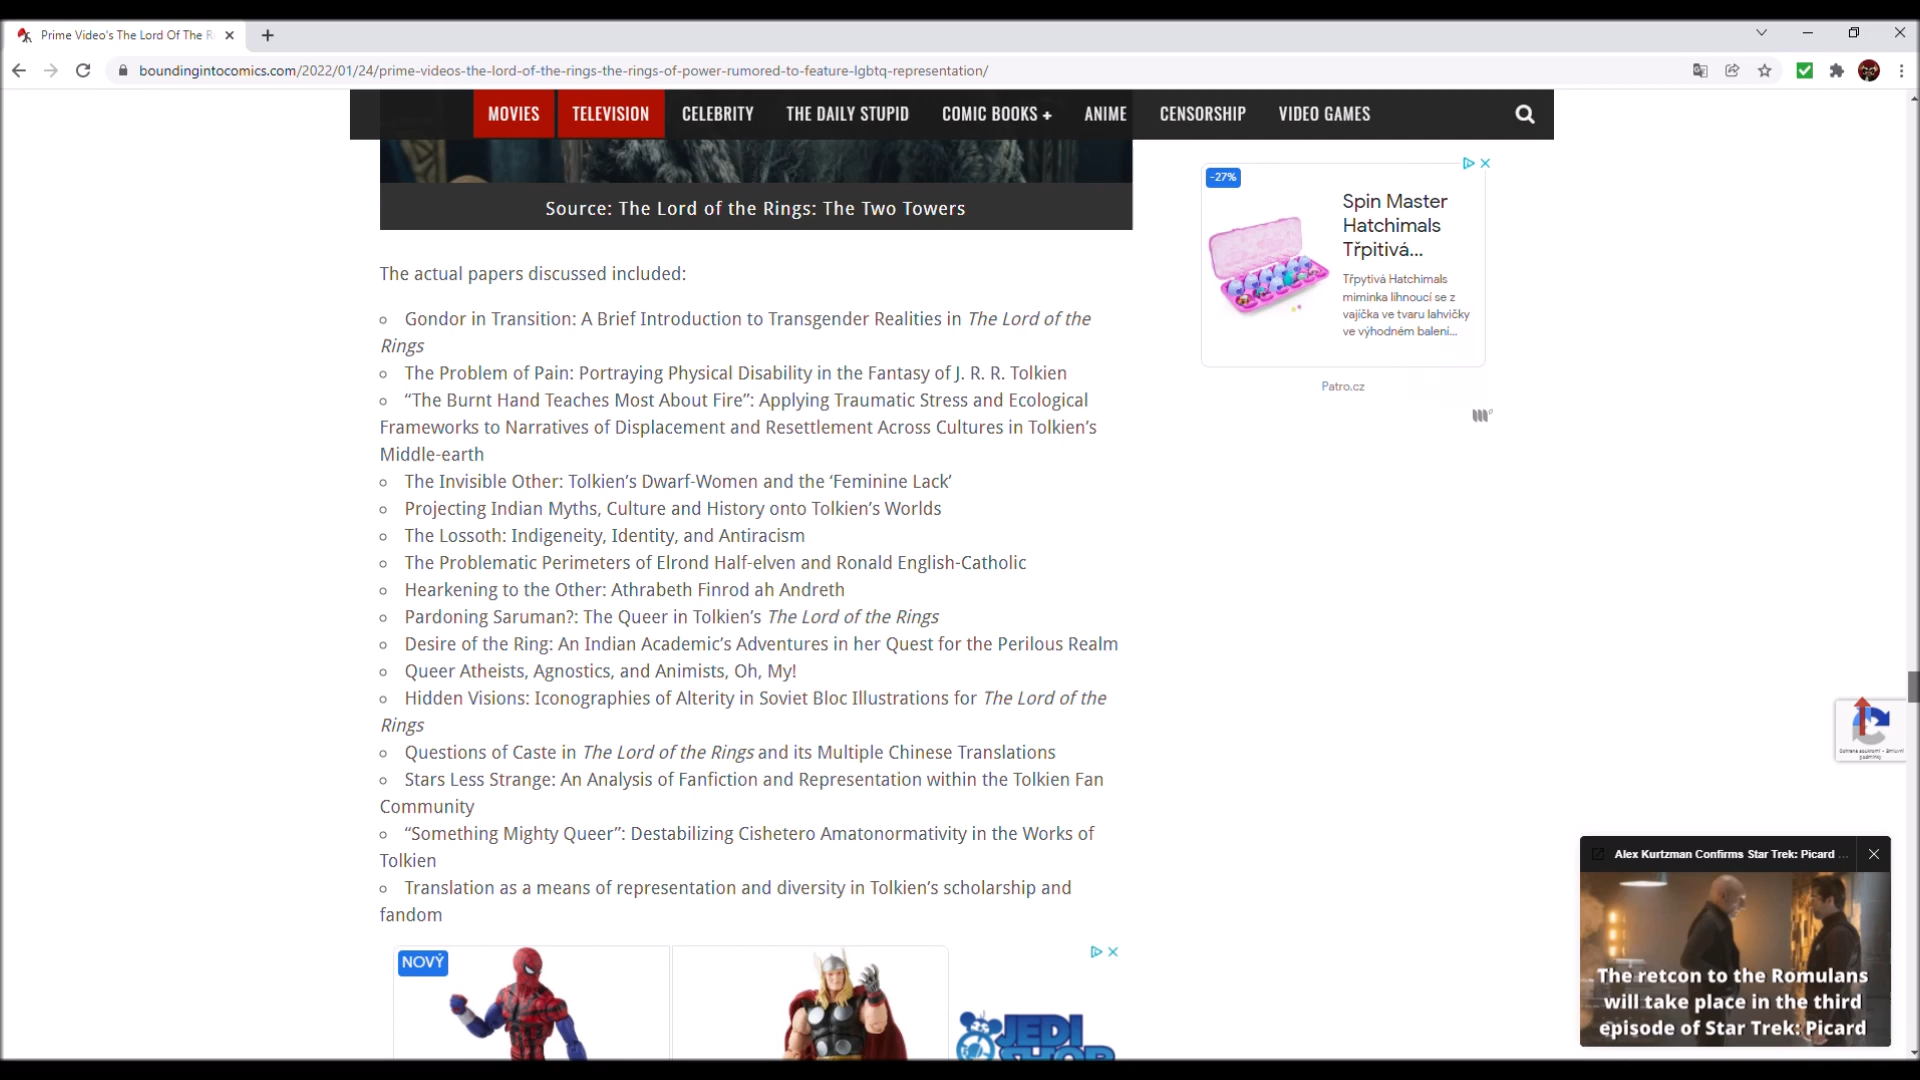 Prime Video's The Lord Of The R
boundingintocomics.com/2022/01/24/prime-videos-the-lord-of-the-rings-the-rings-of-power-rumored-to-feature-lgbtq-representation/
MOVIES TELEVISION CELEBRITY THE DAILY STUPID COMIC BOOKS + ANIME CENSORSHIP VIDEO GAMES
Source: The Lord of the Rings: The Two Towers
The actual papers discussed included:
Gondor in Transition: A Brief Introduction to Transgender Realities in The Lord of the
Rings
The Problem of Pain: Portraying Physical Disability in the Fantasy of J. R. R. Tolkien
“The Burnt Hand Teaches Most About Fire”: Applying Traumatic Stress and Ecological
Frameworks to Narratives of Displacement and Resettlement Across Cultures in Tolkien’s
Middle-earth
The Invisible Other: Tolkien’s Dwarf-Women and the ‘Feminine Lack’
Projecting Indian Myths, Culture and History onto Tolkien’s Worlds
The Lossoth: Indigeneity, Identity, and Antiracism
The Problematic Perimeters of Elrond Half-elven and Ronald English-Catholic
Hearkening to the Other: Athrabeth Finrod ah Andreth
Pardoning Saruman?: The Queer in Tolkien’s The Lord of the Rings
Desire of the Ring: An Indian Academic’s Adventures in her Quest for the Perilous Realm
Queer Atheists, Agnostics, and Animists, Oh, My!
Hidden Visions: Iconographies of Alterity in Soviet Bloc Illustrations for The Lord of the
Rings
Questions of Caste in The Lord of the Rings and its Multiple Chinese Translations
Stars Less Strange: An Analysis of Fanfiction and Representation within the Tolkien Fan
Community
“Something Mighty Queer”: Destabilizing Cishetero Amatonormativity in the Works of
Tolkien
Translation as a means of representation and diversity in Tolkien’s scholarship and
fandom
NOVÝ
JEDI
SHOP
-27%
Spin Master
Hatchimals
Třpitivá...
Třpytivá Hatchimals
miminka líhnoucí se z
vajíčka ve tvaru lahvičky
ve výhodném balení...
Patro.cz
Ochrana soukromí - Smluvní
podmínky
Alex Kurtzman Confirms Star Trek: Picard ...
The retcon to the Romulans
will take place in the third
episode of Star Trek: Picard